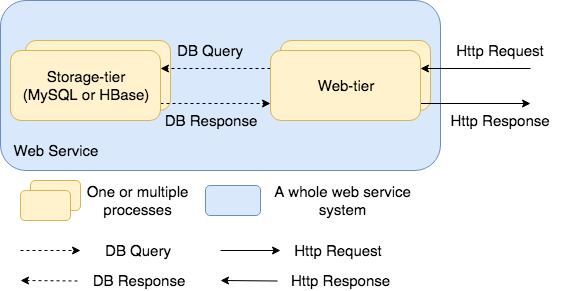 DB Query
Http Request
Storage-tier
(MySQL or HBase)
Web-tier
DB Response
Http Response
Web Service
One or multiple
processes
A whole web service
system
DB Query
Http Request
DB Response
Http Response